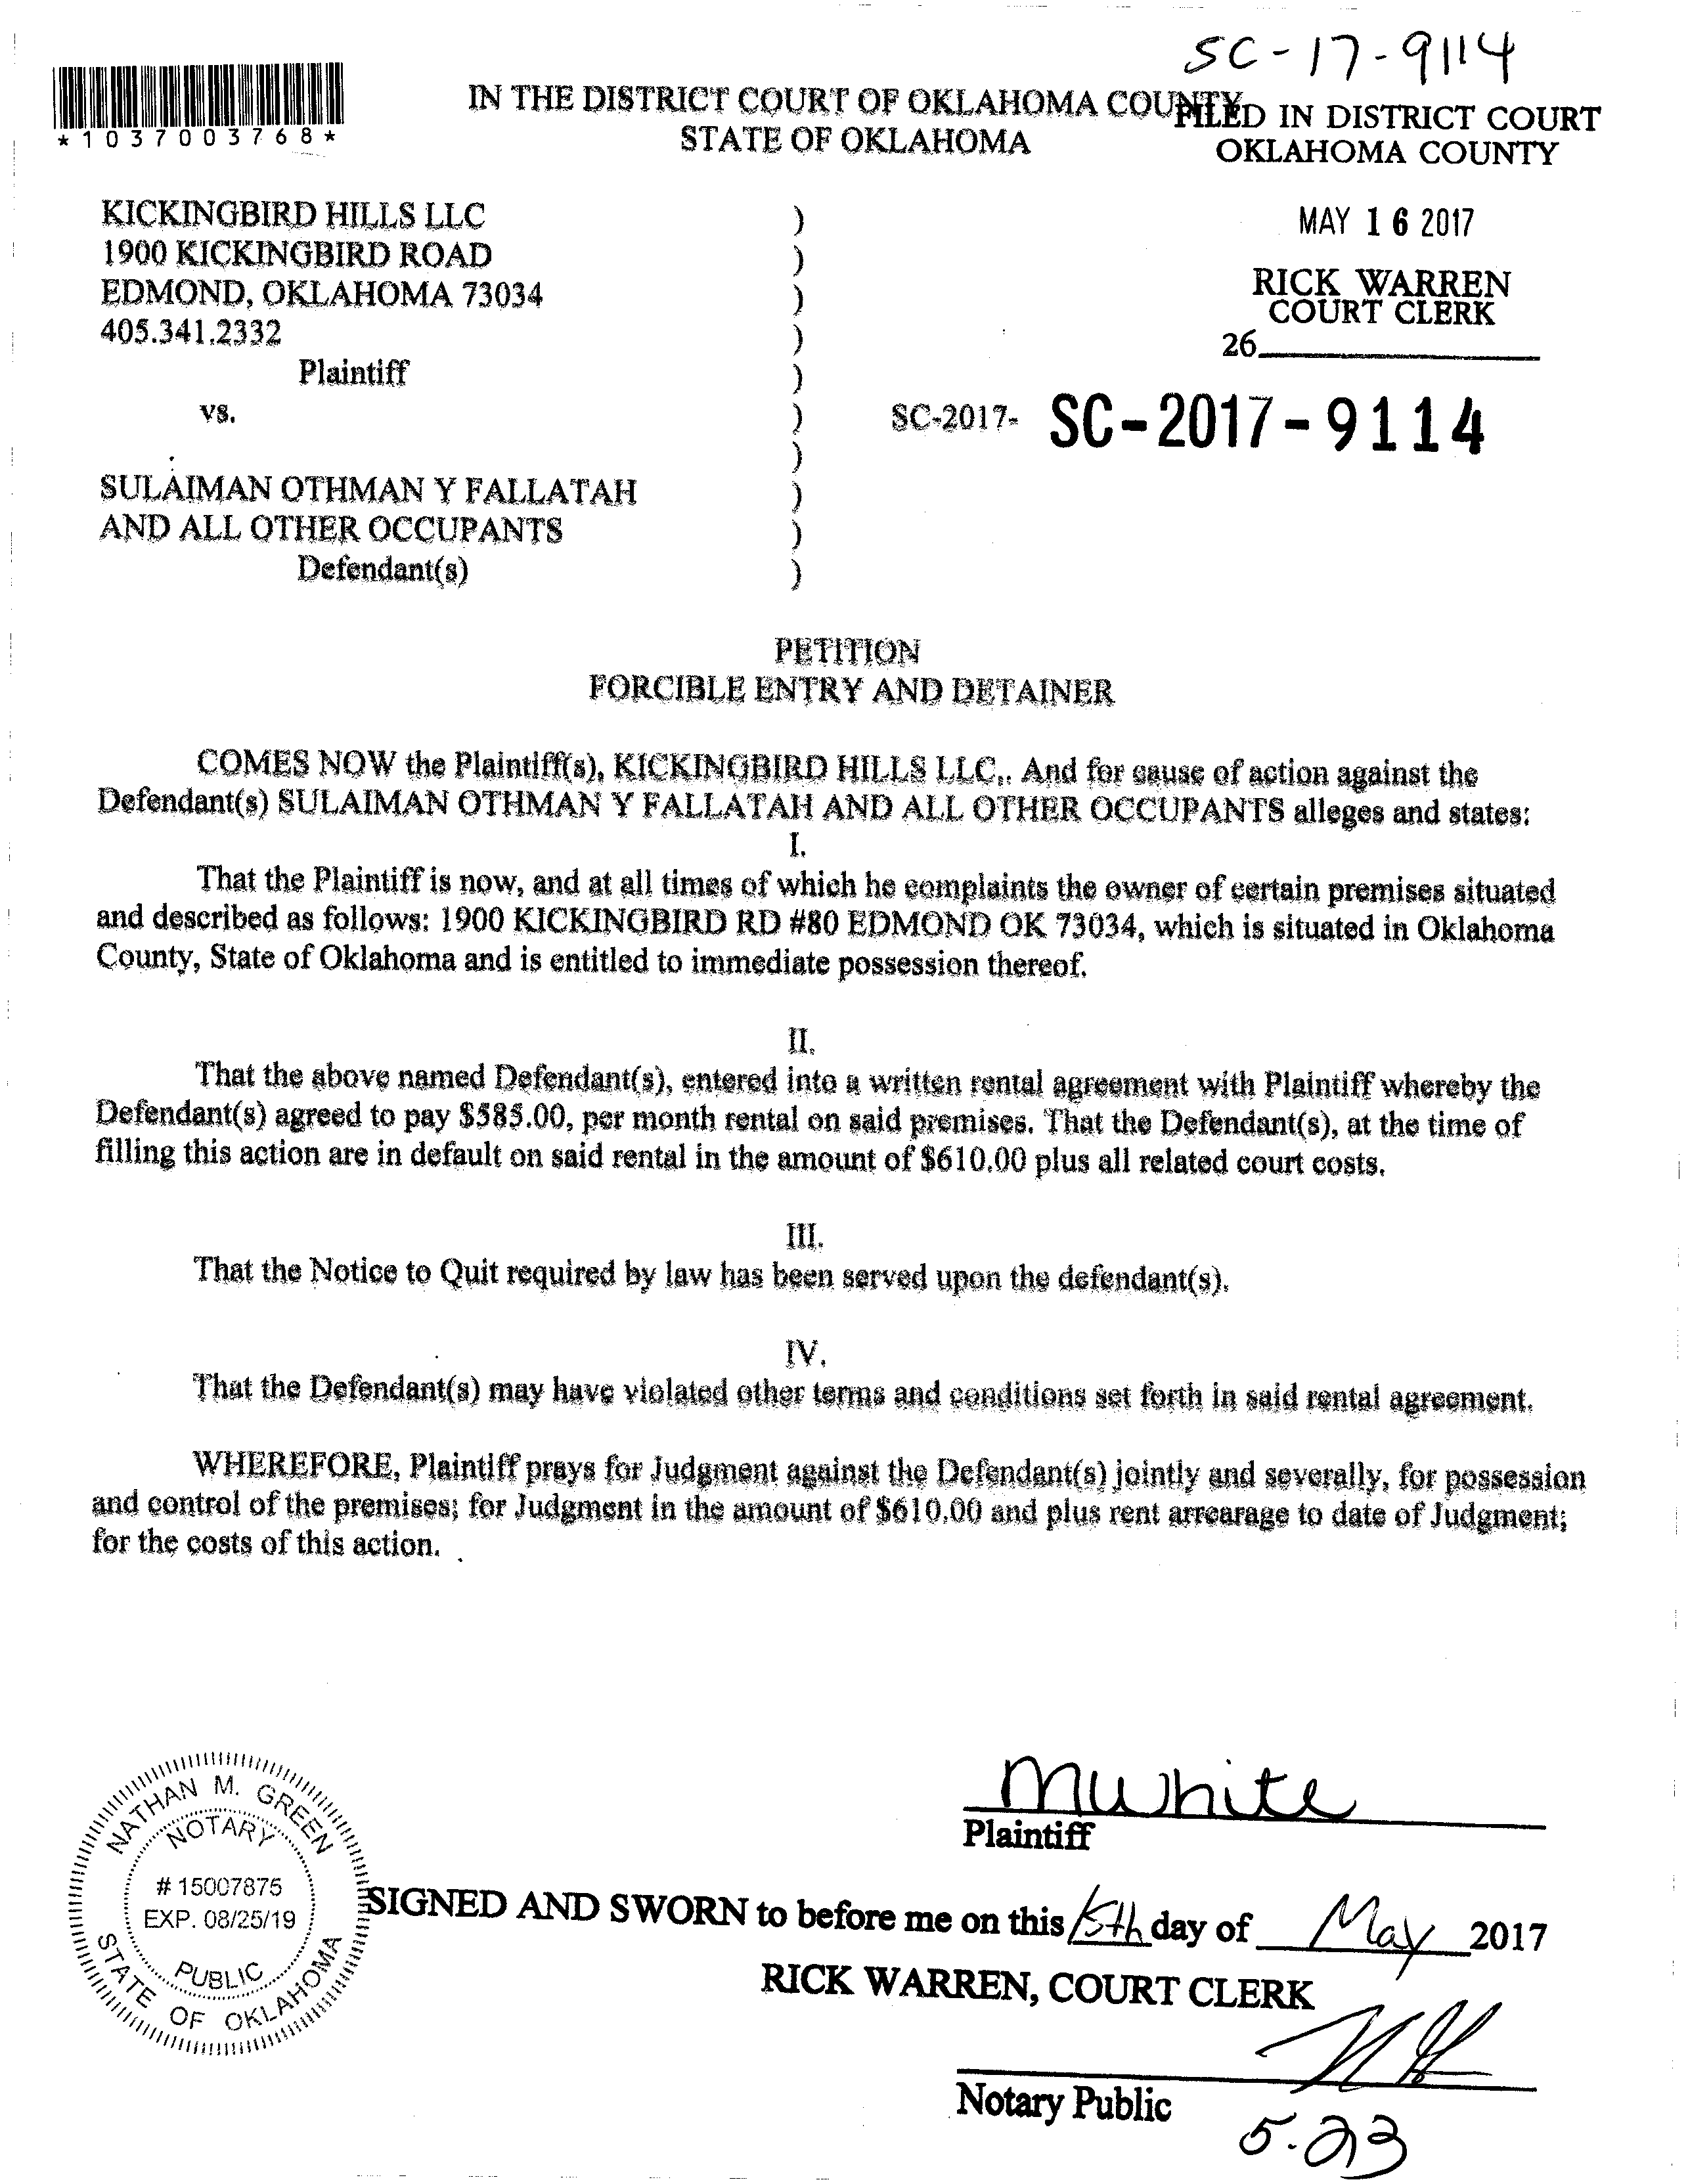 SC-17-9114
*1037003768*
IN THE DISTRICT COURT OF OKLAHOMA COUNTY
STATE OF OKLAHOMA
FILED IN DISTRICT COURT
OKLAHOMA COUNTY
MAY 16 2017
RICK WARREN
COURT CLERK
26
KICKINGBIRD HILLS LLC )
1900 KICKINGBIRD ROAD )
EDMOND, OKLAHOMA 73034 )
405.341.2332 )
Plaintiff )
vs. ) SC-2017- SC-2017-9114
)
SULAIMAN OTHMAN Y FALLATAH )
AND ALL OTHER OCCUPANTS )
Defendant(s) )
PETITION
FORCIBLE ENTRY AND DETAINER
COMES NOW the Plaintiff(s), KICKINGBIRD HILLS LLC,. And for cause of action against the
Defendant(s) SULAIMAN OTHMAN Y FALLATAH AND ALL OTHER OCCUPANTS alleges and states:
I.
That the Plaintiff is now, and at all times of which he complaints the owner of certain premises situated
and described as follows: 1900 KICKINGBIRD RD #80 EDMOND OK 73034, which is situated in Oklahoma
County, State of Oklahoma and is entitled to immediate possession thereof.
II.
That the above named Defendant(s), entered into a written rental agreement with Plaintiff whereby the
Defendant(s) agreed to pay $585.00, per month rental on said premises. That the Defendant(s), at the time of
filling this action are in default on said rental in the amount of $610.00 plus all related court costs.
III.
That the Notice to Quit required by law has been served upon the defendant(s).
IV.
That the Defendant(s) may have violated other terms and conditions set forth in said rental agreement.
WHEREFORE, Plaintiff prays for Judgment against the Defendant(s) jointly and severally, for possession
and control of the premises; for Judgment in the amount of $610.00 and plus rent arrearage to date of Judgment;
for the costs of this action.
MWhite
Plaintiff
NATHAN M. GREEN
NOTARY
# 15007875
EXP. 08/25/19
PUBLIC
STATE OF OKLAHOMA
SIGNED AND SWORN to before me on this 15th day of May 2017
RICK WARREN, COURT CLERK
Notary Public
5-23